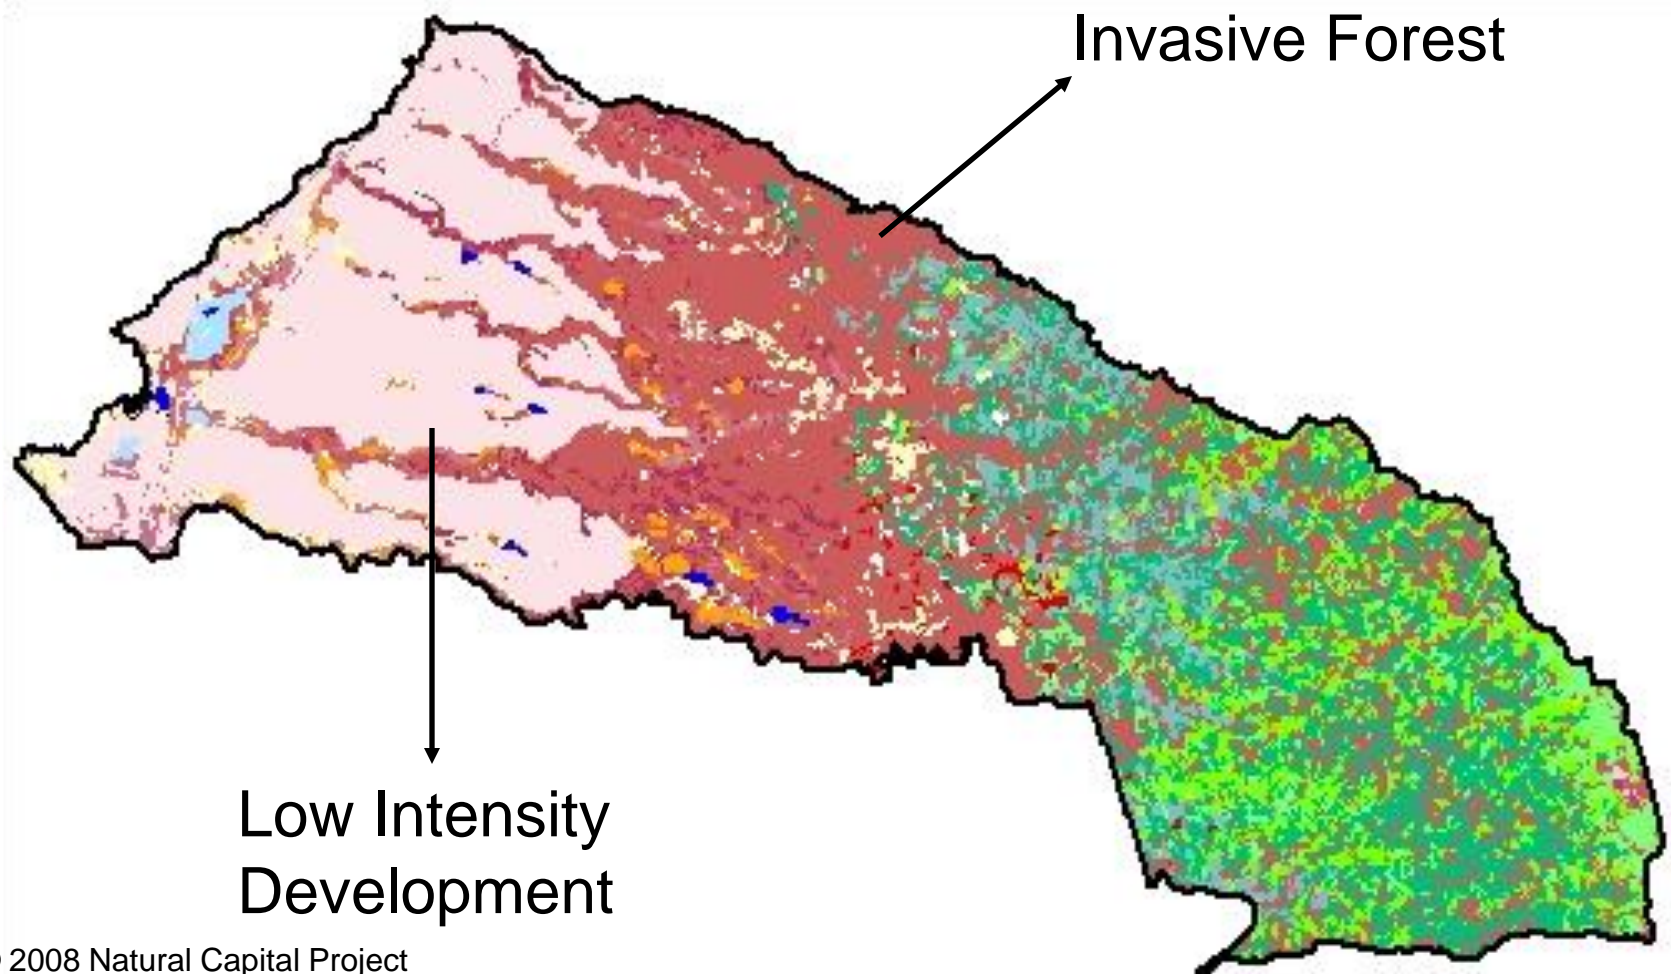 Invasive Forest
Low Intensity
Development
2008 Natural Capital Project